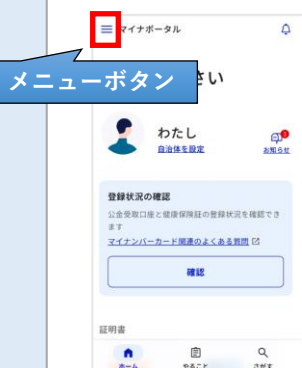 マイナポータル
メニューボタン
さい
わたし
自治体を設定
お知らせ
登録状況の確認
公金受取口座と健康保険証の登録状況を確認でき
ます
マイナンバーカード関連のよくある質問
確認
証明書
ホーム
やること
さがす